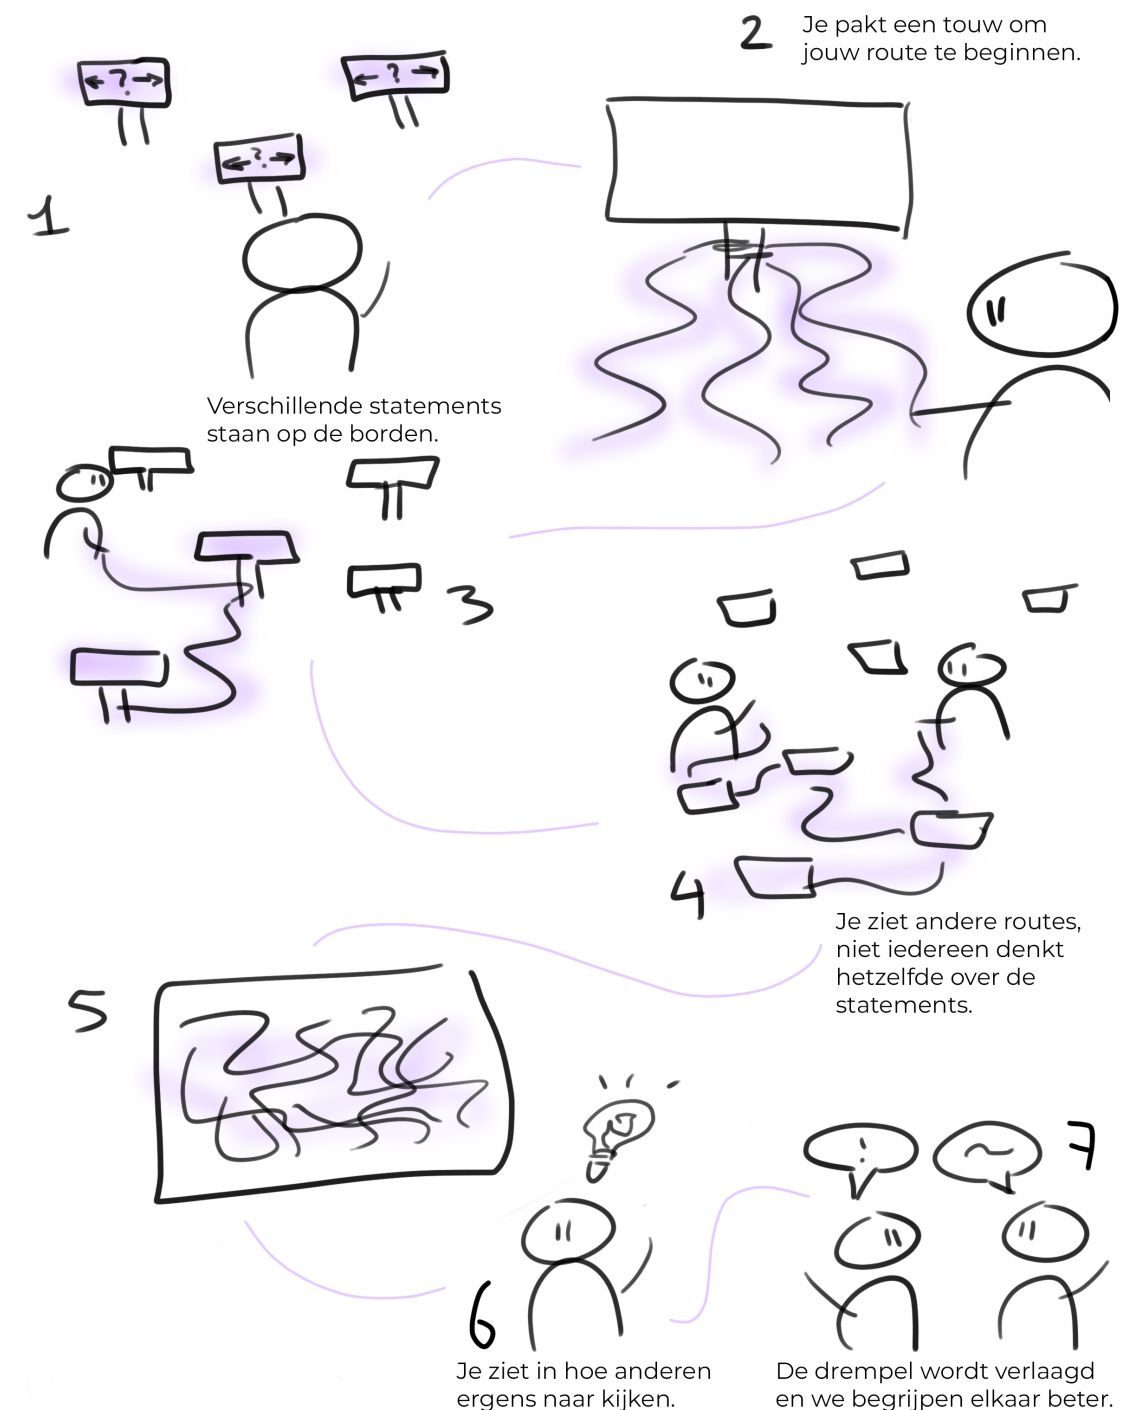 1
← ? →
← ? →
← ? →
Verschillende statements
staan op de borden.
2
Je pakt een touw om
jouw route te beginnen.
3
4
Je ziet andere routes,
niet iedereen denkt
hetzelfde over de
statements.
5
6
Je ziet in hoe anderen
ergens naar kijken.
7
!
~
De drempel wordt verlaagd
en we begrijpen elkaar beter.